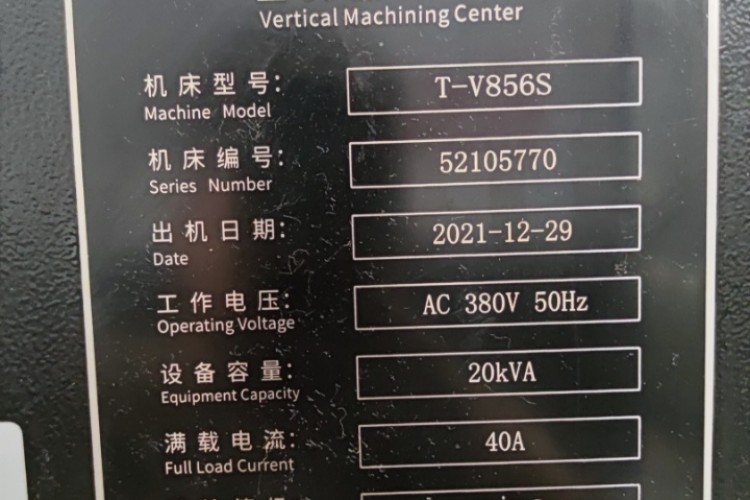 Vertical Machining Center
机床型号： T-V856S
Machine Model
机床编号： 52105770
Series Number
出机日期： 2021-12-29
Date
工作电压： AC 380V 50Hz
Operating Voltage
设备容量： 20kVA
Equipment Capacity
满载电流： 40A
Full Load Current